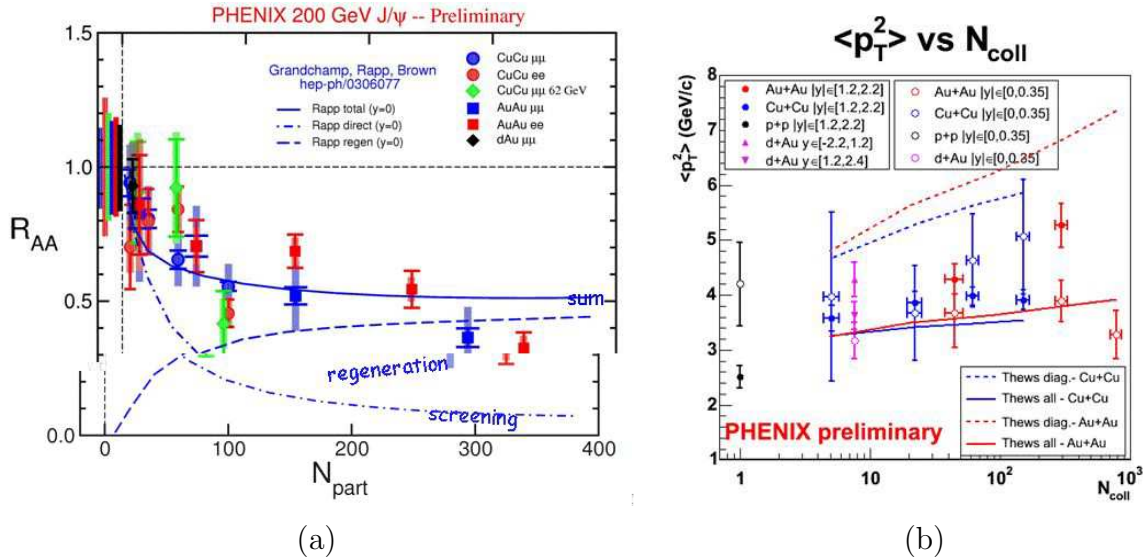 PHENIX 200 GeV J/ψ -- Preliminary
1.5
1.0
0.5
0.0
R_AA
Grandchamp, Rapp, Brown
hep-ph/0306077
Rapp total (y=0)
Rapp direct (y=0)
Rapp regen (y=0)
CuCu μμ
CuCu ee
CuCu μμ 62 GeV
AuAu μμ
AuAu ee
dAu μμ
sum
regeneration
screening
0 100 200 300 400
N_part
(a)
<p_T^2> vs N_coll
<p_T^2> (GeV/c)
8
7
6
5
4
3
2
1
Au+Au |y|∈[1.2,2.2]
Cu+Cu |y|∈[1.2,2.2]
p+p |y|∈[1.2,2.2]
d+Au y∈[-2.2,1.2]
d+Au y∈[1.2,2.4]
Au+Au |y|∈[0,0.35]
Cu+Cu |y|∈[0,0.35]
p+p |y|∈[0,0.35]
d+Au |y|∈[0,0.35]
Thews diag.- Cu+Cu
Thews all - Cu+Cu
Thews diag.- Au+Au
Thews all - Au+Au
PHENIX preliminary
1 10 10^2 10^3
N_coll
(b)